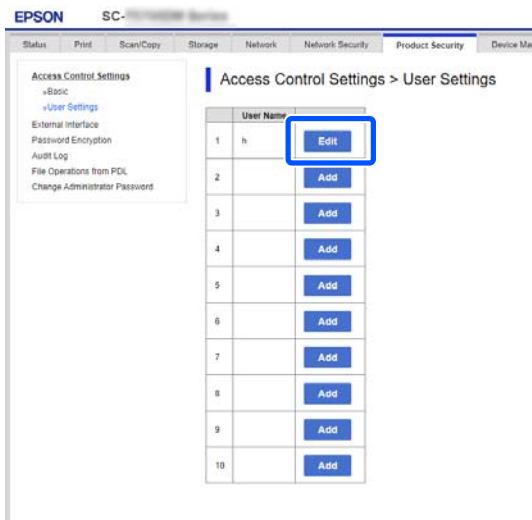 EPSON SC-
Status Print Scan/Copy Storage Network Network Security Product Security Device Ma
Access Control Settings
»Basic
»User Settings
External Interface
Password Encryption
Audit Log
File Operations from PDL
Change Administrator Password
Access Control Settings > User Settings
User Name
1 h Edit
2 Add
3 Add
4 Add
5 Add
6 Add
7 Add
8 Add
9 Add
10 Add